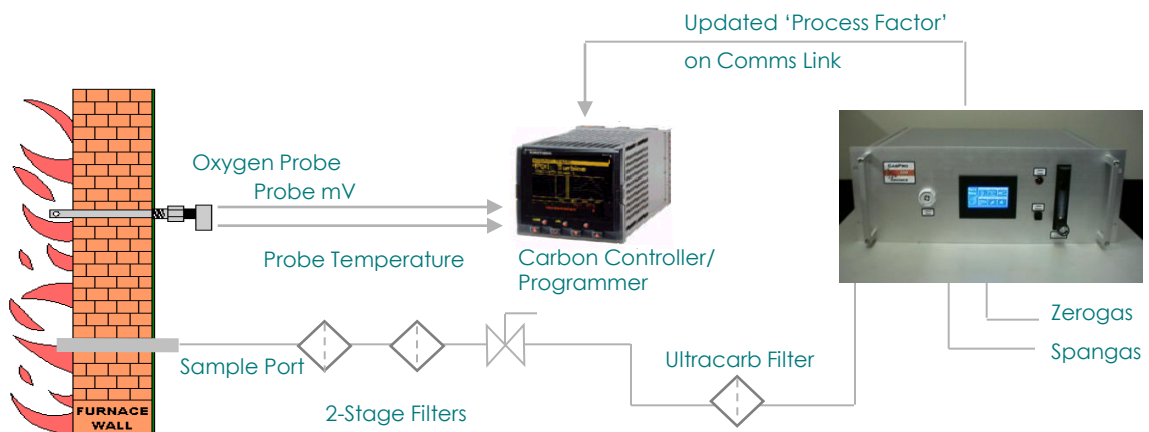 Updated ‘Process Factor’
on Comms Link
Oxygen Probe
Probe mV
Probe Temperature
Carbon Controller/
Programmer
Zerogas
Spangas
Sample Port
Ultracarb Filter
2-Stage Filters
FURNACE
WALL